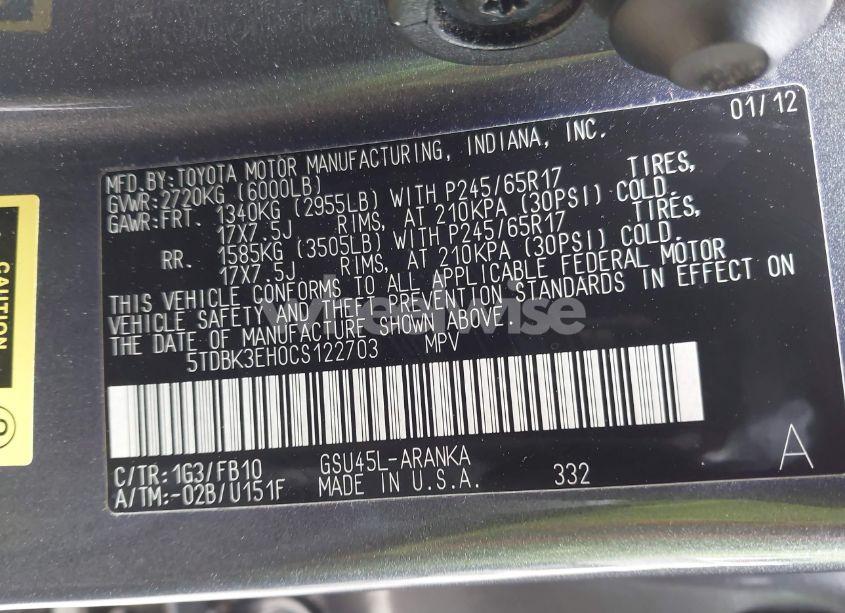 01/12
MFD.BY:TOYOTA MOTOR MANUFACTURING, INDIANA, INC.
GVWR:2720KG (6000LB)
GAWR:FRT. 1340KG (2955LB) WITH P245/65R17 TIRES,
17X7.5J RIMS, AT 210KPA (30PSI) COLD.
RR. 1585KG (3505LB) WITH P245/65R17 TIRES,
17X7.5J RIMS, AT 210KPA (30PSI) COLD.
THIS VEHICLE CONFORMS TO ALL APPLICABLE FEDERAL MOTOR
VEHICLE SAFETY AND THEFT PREVENTION STANDARDS IN EFFECT ON
THE DATE OF MANUFACTURE SHOWN ABOVE.
5TDBK3EH0CS122703 MPV
C/TR:1G3/FB10 GSU45L-ARANKA
A/TM:-02B/U151F MADE IN U.S.A. 332
A
CAUTION